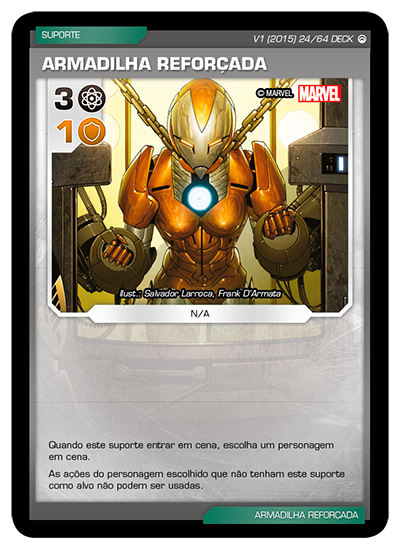 SUPORTE
V1 (2015) 24/64 DECK
ARMADILHA REFORÇADA
3
© MARVEL MARVEL
10
Ilust.: Salvador Larroca, Frank D'Armata
N/A
Quando este suporte entrar em cena, escolha um personagem
em cena.
As ações do personagem escolhido que não tenham este suporte
como alvo não podem ser usadas.
ARMADILHA REFORÇADA